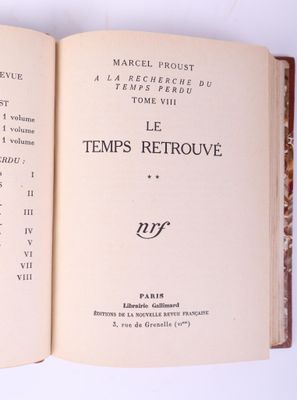 EVUE
ST
1 volume
1 volume
1 volume
ERDU :
I
II
III
IV
V
VI
VII
VIII
MARCEL PROUST
A LA RECHERCHE DU
TEMPS PERDU
TOME VIII
LE
TEMPS RETROUVÉ
* *
nrf
PARIS
Librairie Gallimard
ÉDITIONS DE LA NOUVELLE REVUE FRANÇAISE
3, rue de Grenelle (VIme)